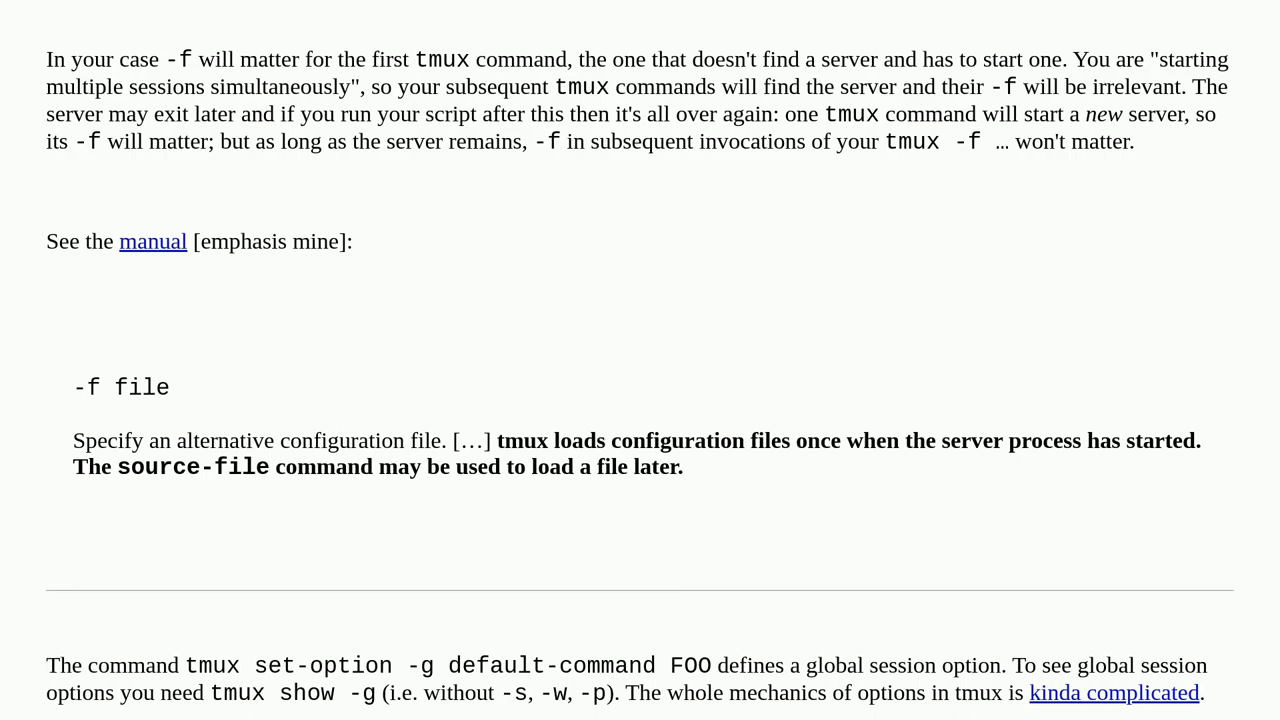 In your case -f will matter for the first tmux command, the one that doesn't find a server and has to start one. You are "starting
multiple sessions simultaneously", so your subsequent tmux commands will find the server and their -f will be irrelevant. The
server may exit later and if you run your script after this then it's all over again: one tmux command will start a new server, so
its -f will matter; but as long as the server remains, -f in subsequent invocations of your tmux -f … won't matter.
See the manual [emphasis mine]:
-f file
Specify an alternative configuration file. […] tmux loads configuration files once when the server process has started.
The source-file command may be used to load a file later.
The command tmux set-option -g default-command FOO defines a global session option. To see global session
options you need tmux show -g (i.e. without -s, -w, -p). The whole mechanics of options in tmux is kinda complicated.